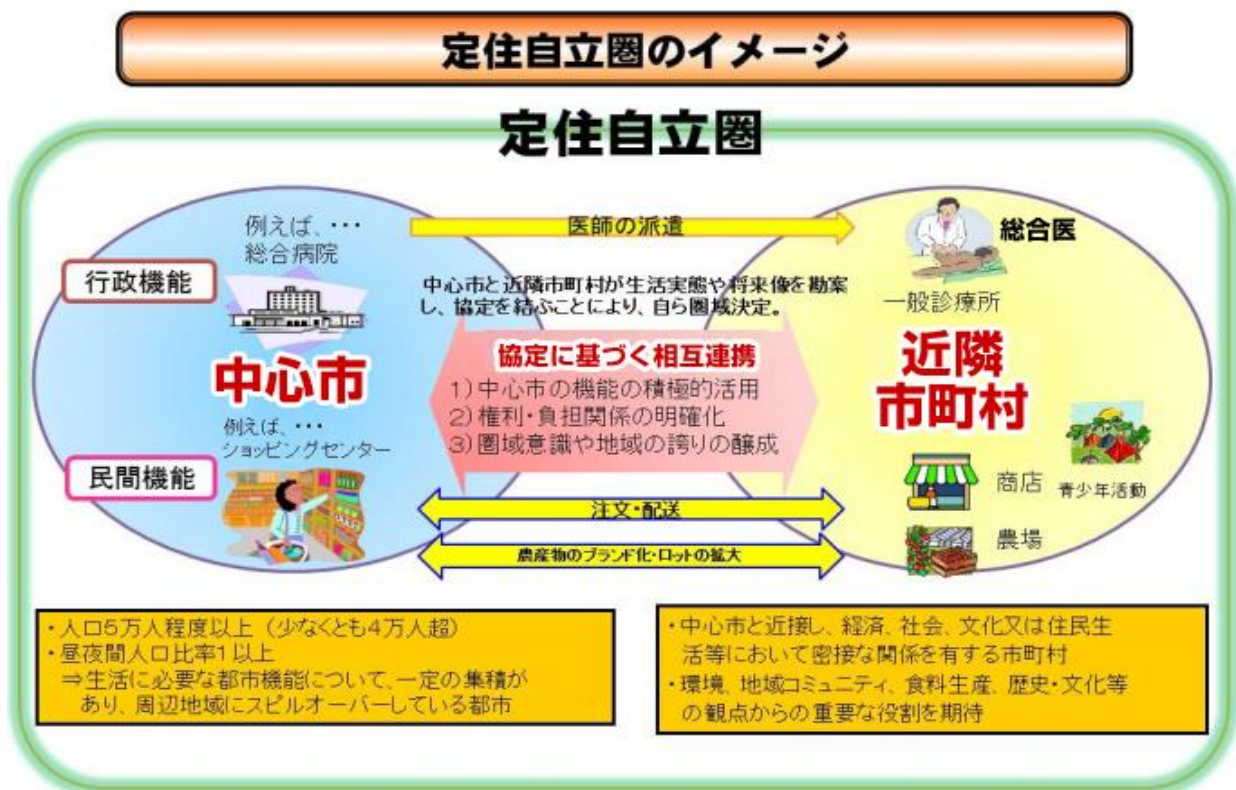 定住自立圏のイメージ
定住自立圏
行政機能
例えば、・・・
総合病院
中心市
例えば、・・・
ショッピングセンター
民間機能
医師の派遣
中心市と近隣市町村が生活実態や将来像を勘案
し、協定を結ぶことにより、自ら圏域決定。
協定に基づく相互連携
1)中心市の機能の積極的活用
2)権利・負担関係の明確化
3)圏域意識や地域の誇りの醸成
注文・配送
農産物のブランド化・ロットの拡大
総合医
一般診療所
近隣
市町村
商店
青少年活動
農場
・人口5万人程度以上（少なくとも4万人超）
・昼夜間人口比率1以上
⇒生活に必要な都市機能について、一定の集積が
あり、周辺地域にスピルオーバーしている都市
・中心市と近接し、経済、社会、文化又は住民生
活等において密接な関係を有する市町村
・環境、地域コミュニティ、食料生産、歴史・文化等
の観点からの重要な役割を期待